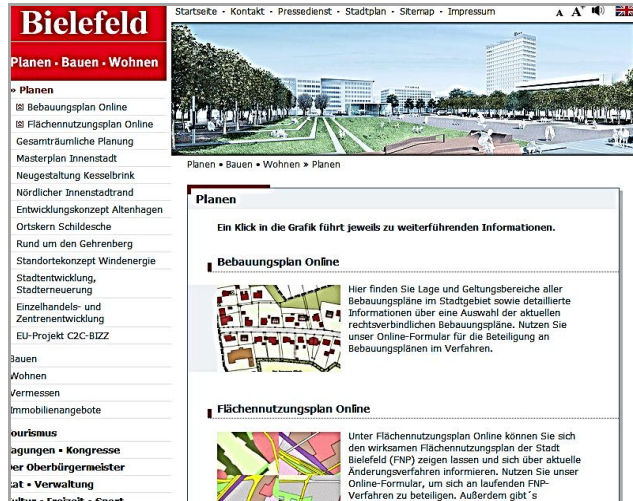 Bielefeld
Planen · Bauen · Wohnen
Startseite · Kontakt · Pressedienst · Stadtplan · Sitemap · Impressum
A A+
» Planen
Bebauungsplan Online
Flächennutzungsplan Online
Gesamträumliche Planung
Masterplan Innenstadt
Neugestaltung Kesselbrink
Nördlicher Innenstadtrand
Entwicklungskonzept Altenhagen
Ortskern Schildesche
Rund um den Gehrenberg
Standortekonzept Windenergie
Stadtentwicklung,
Stadterneuerung
Einzelhandels- und
Zentrenentwicklung
EU-Projekt C2C-BIZZ
Bauen
Wohnen
Vermessen
Immobilienangebote
ourismus
agungen • Kongresse
er Oberbürgermeister
at • Verwaltung
ultur • Freizeit • Sport
Planen • Bauen • Wohnen » Planen
Planen
Ein Klick in die Grafik führt jeweils zu weiterführenden Informationen.
Bebauungsplan Online
Hier finden Sie Lage und Geltungsbereiche aller
Bebauungspläne im Stadtgebiet sowie detaillierte
Informationen über eine Auswahl der aktuellen
rechtsverbindlichen Bebauungspläne. Nutzen Sie
unser Online-Formular für die Beteiligung an
Bebauungsplänen im Verfahren.
Flächennutzungsplan Online
Unter Flächennutzungsplan Online können Sie sich
den wirksamen Flächennutzungsplan der Stadt
Bielefeld (FNP) zeigen lassen und sich über aktuelle
Änderungsverfahren informieren. Nutzen Sie unser
Online-Formular, um sich an laufenden FNP-
Verfahren zu beteiligen. Außerdem gibt´s